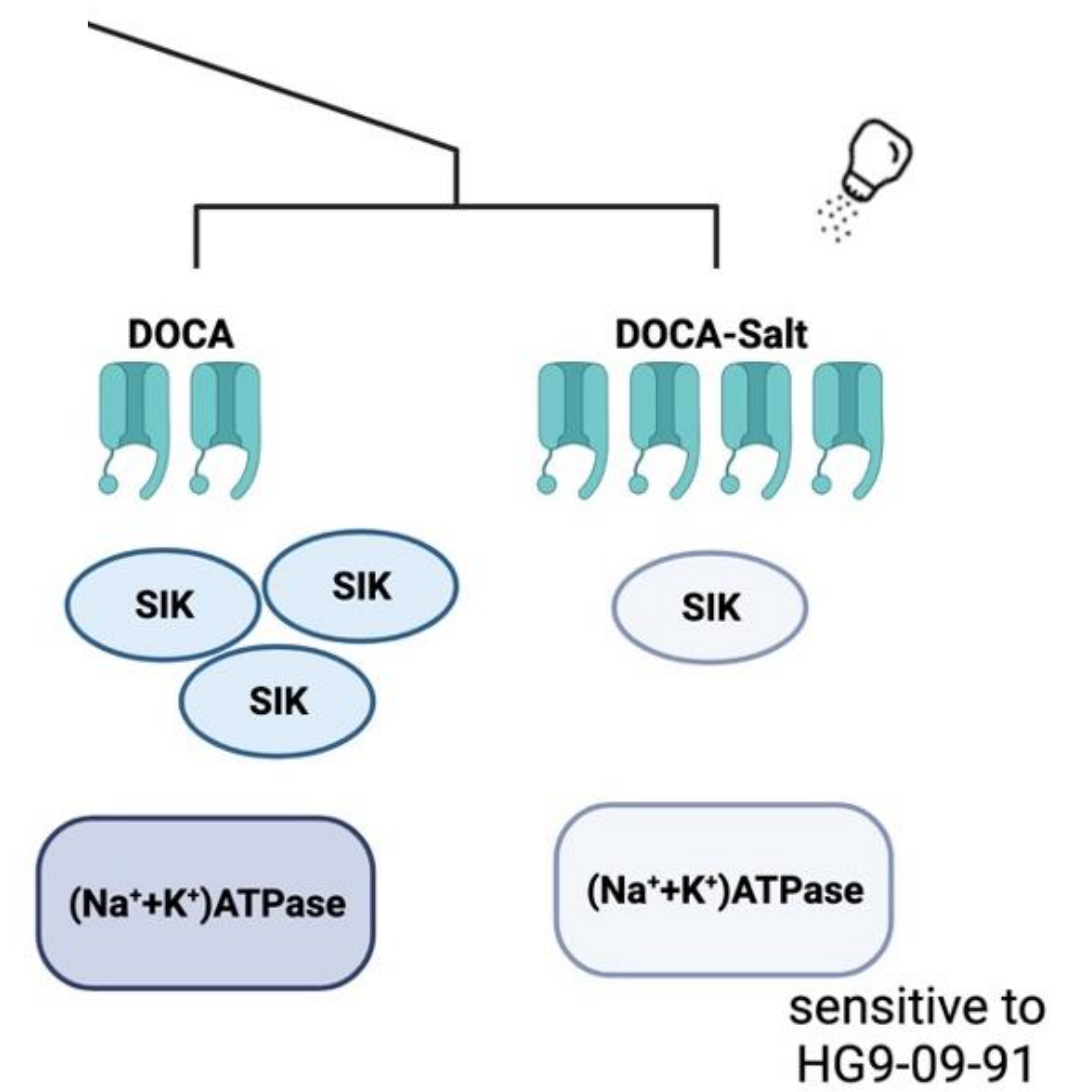 DOCA
DOCA-Salt
SIK
SIK
SIK
SIK
(Na⁺+K⁺)ATPase
(Na⁺+K⁺)ATPase
sensitive to
HG9-09-91